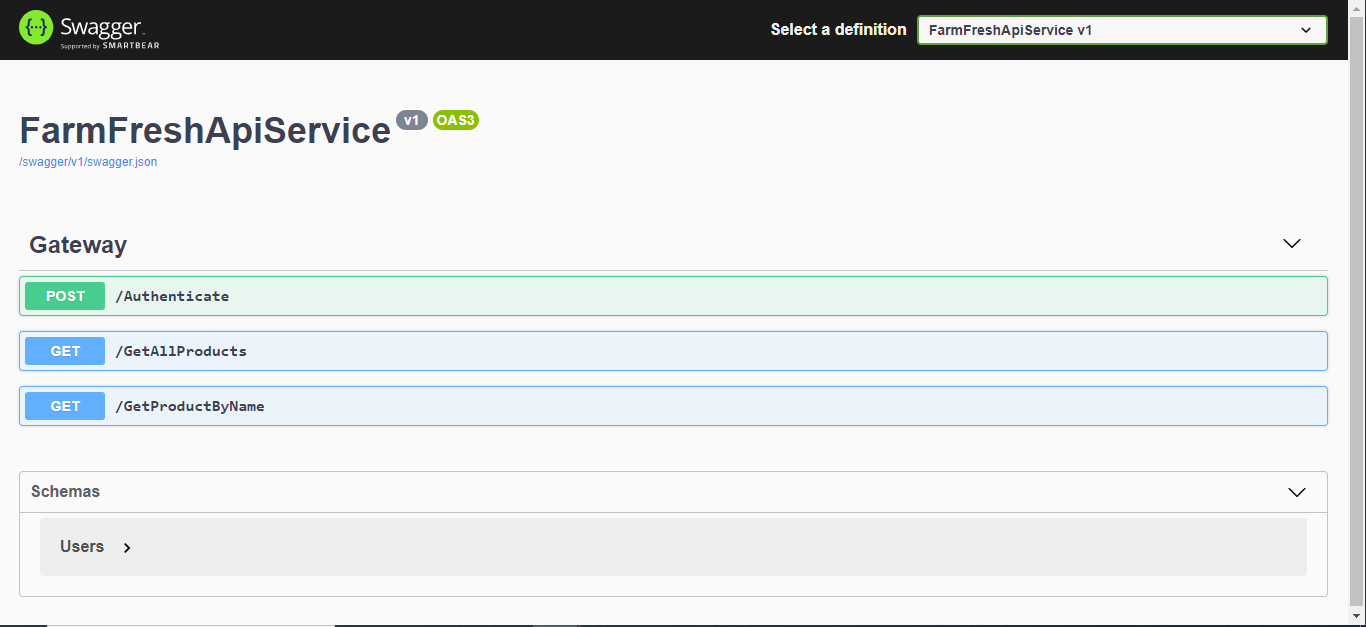 Swagger
Supported by SMARTBEAR
Select a definition
FarmFreshApiService v1
FarmFreshApiService v1 OAS3
/swagger/v1/swagger.json
Gateway
POST /Authenticate
GET /GetAllProducts
GET /GetProductByName
Schemas
Users